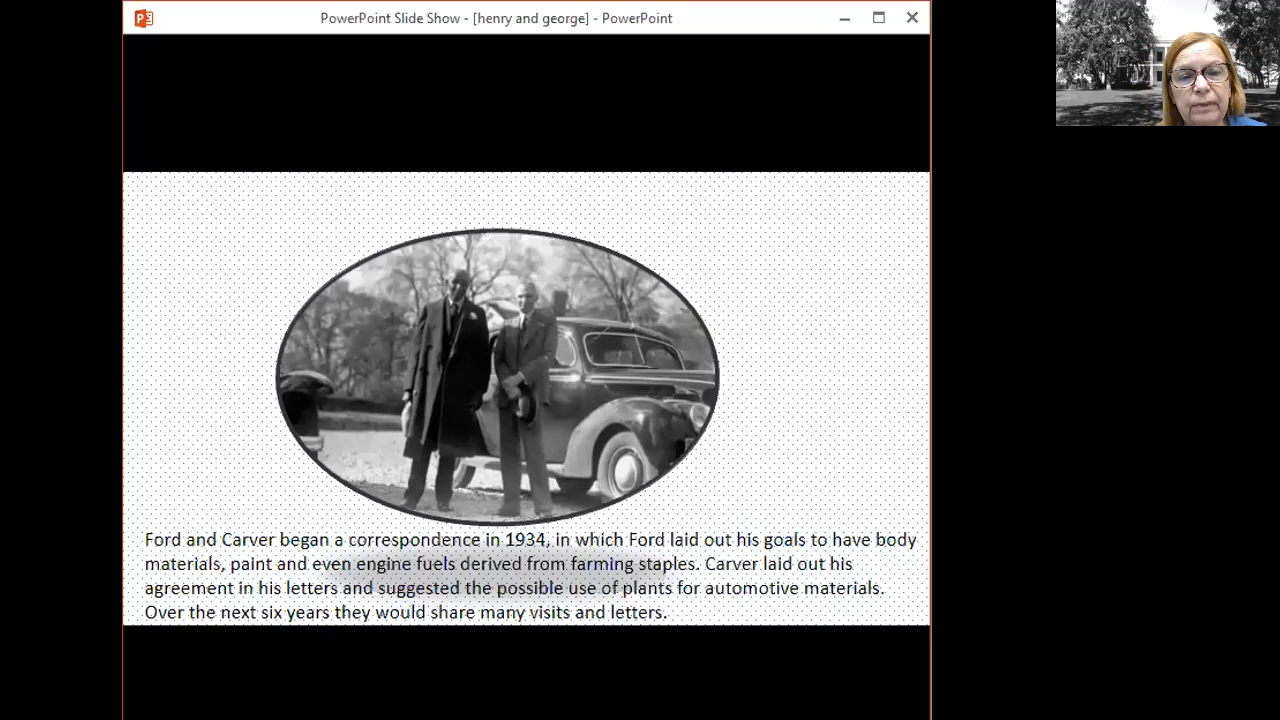 PowerPoint Slide Show - [henry and george] - PowerPoint
Ford and Carver began a correspondence in 1934, in which Ford laid out his goals to have body
materials, paint and even engine fuels derived from farming staples. Carver laid out his
agreement in his letters and suggested the possible use of plants for automotive materials.
Over the next six years they would share many visits and letters.